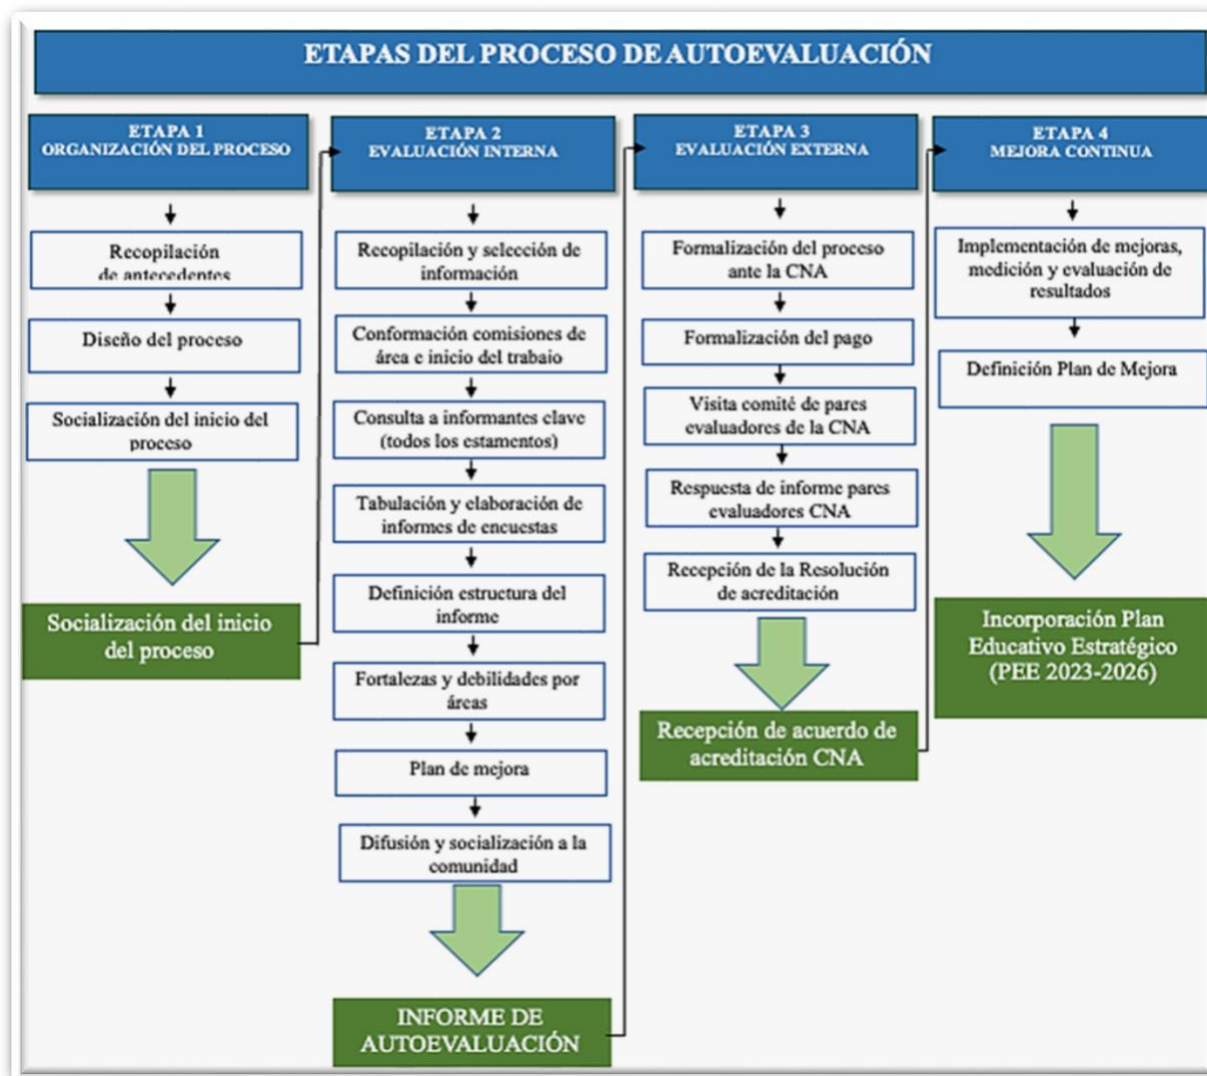 ETAPAS DEL PROCESO DE AUTOEVALUACIÓN
ETAPA 1
ORGANIZACIÓN DEL PROCESO
Recopilación
de antecedentes
Diseño del proceso
Socialización del inicio del
proceso
Socialización del inicio
del proceso
ETAPA 2
EVALUACIÓN INTERNA
Recopilación y selección de
información
Conformación comisiones de
área e inicio del trabajo
Consulta a informantes clave
(todos los estamentos)
Tabulación y elaboración de
informes de encuestas
Definición estructura del
informe
Fortalezas y debilidades por
áreas
Plan de mejora
Difusión y socialización a la
comunidad
INFORME DE
AUTOEVALUACIÓN
ETAPA 3
EVALUACIÓN EXTERNA
Formalización del proceso
ante la CNA
Formalización del pago
Visita comité de pares
evaluadores de la CNA
Respuesta de informe pares
evaluadores CNA
Recepción de la Resolución
de acreditación
Recepción de acuerdo de
acreditación CNA
ETAPA 4
MEJORA CONTINUA
Implementación de mejoras,
medición y evaluación de
resultados
Definición Plan de Mejora
Incorporación Plan
Educativo Estratégico
(PEE 2023-2026)